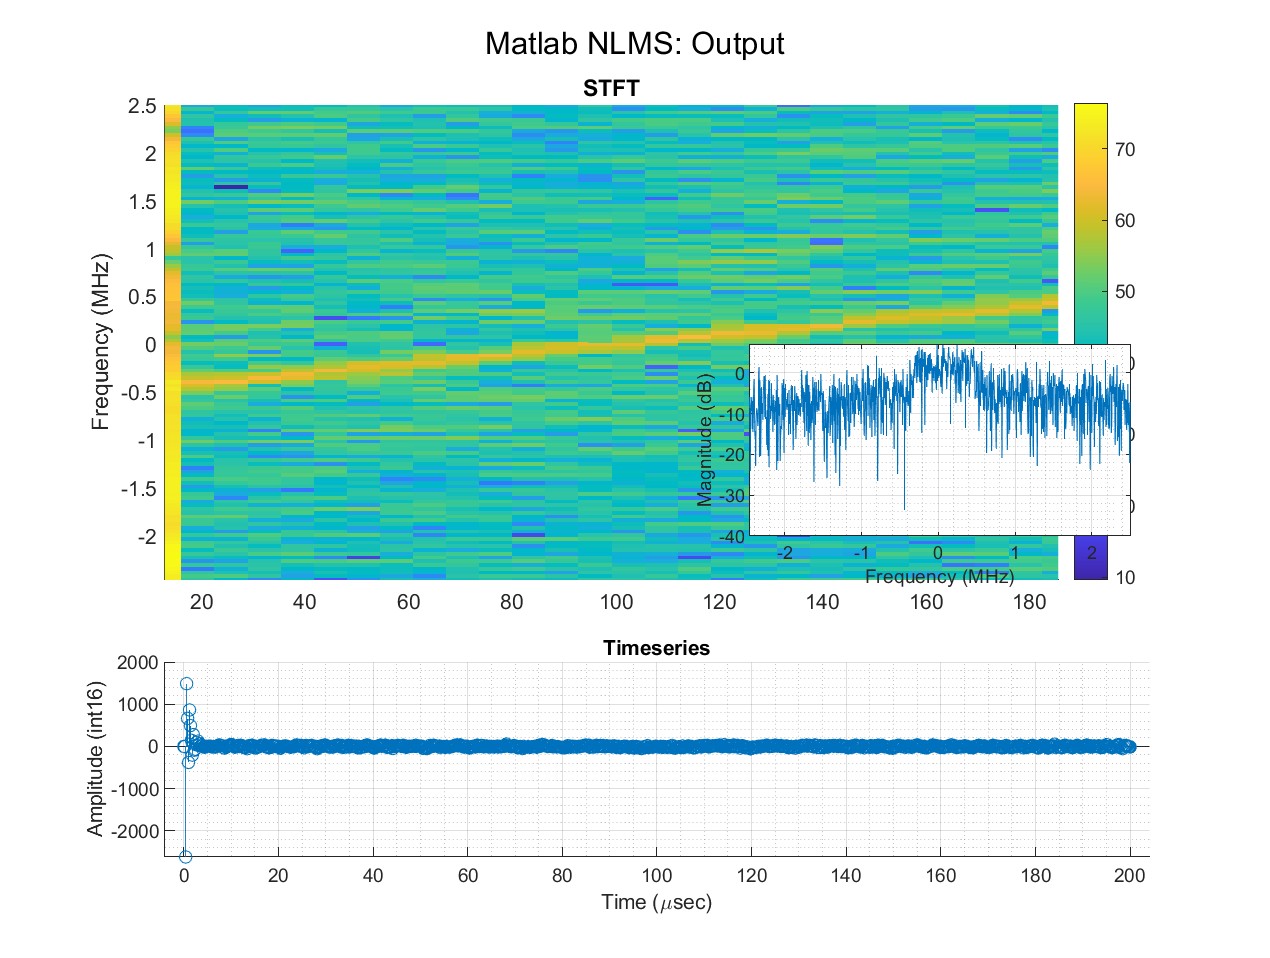 Matlab NLMS: Output
STFT
2.5
2
1.5
1
0.5
0
-0.5
-1
-1.5
-2
Frequency (MHz)
20 40 60 80 100 120 140 160 180
70
60
50
0
0
0
10
Magnitude (dB)
0
-10
-20
-30
-40
-2 -1 0 1 2
Frequency (MHz)
Timeseries
Amplitude (int16)
2000
1000
0
-1000
-2000
0 20 40 60 80 100 120 140 160 180 200
Time (μsec)